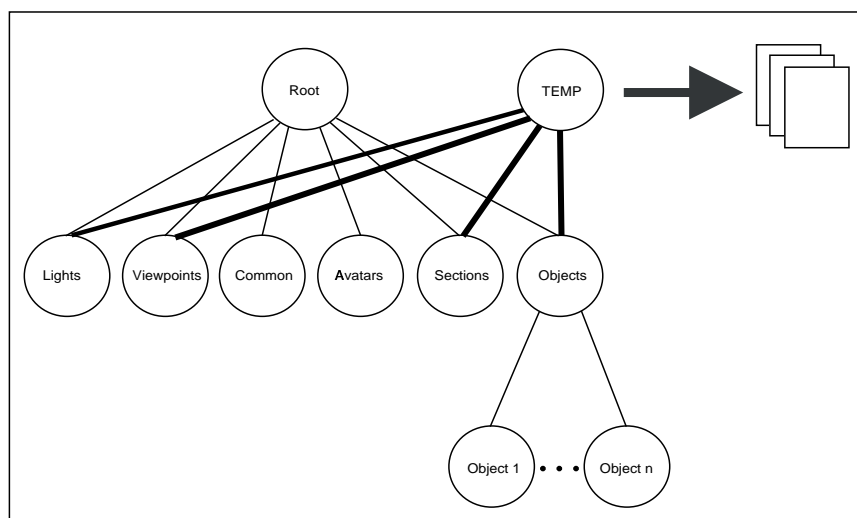 Root
TEMP
Lights
Viewpoints
Common
Avatars
Sections
Objects
Object 1
Object n